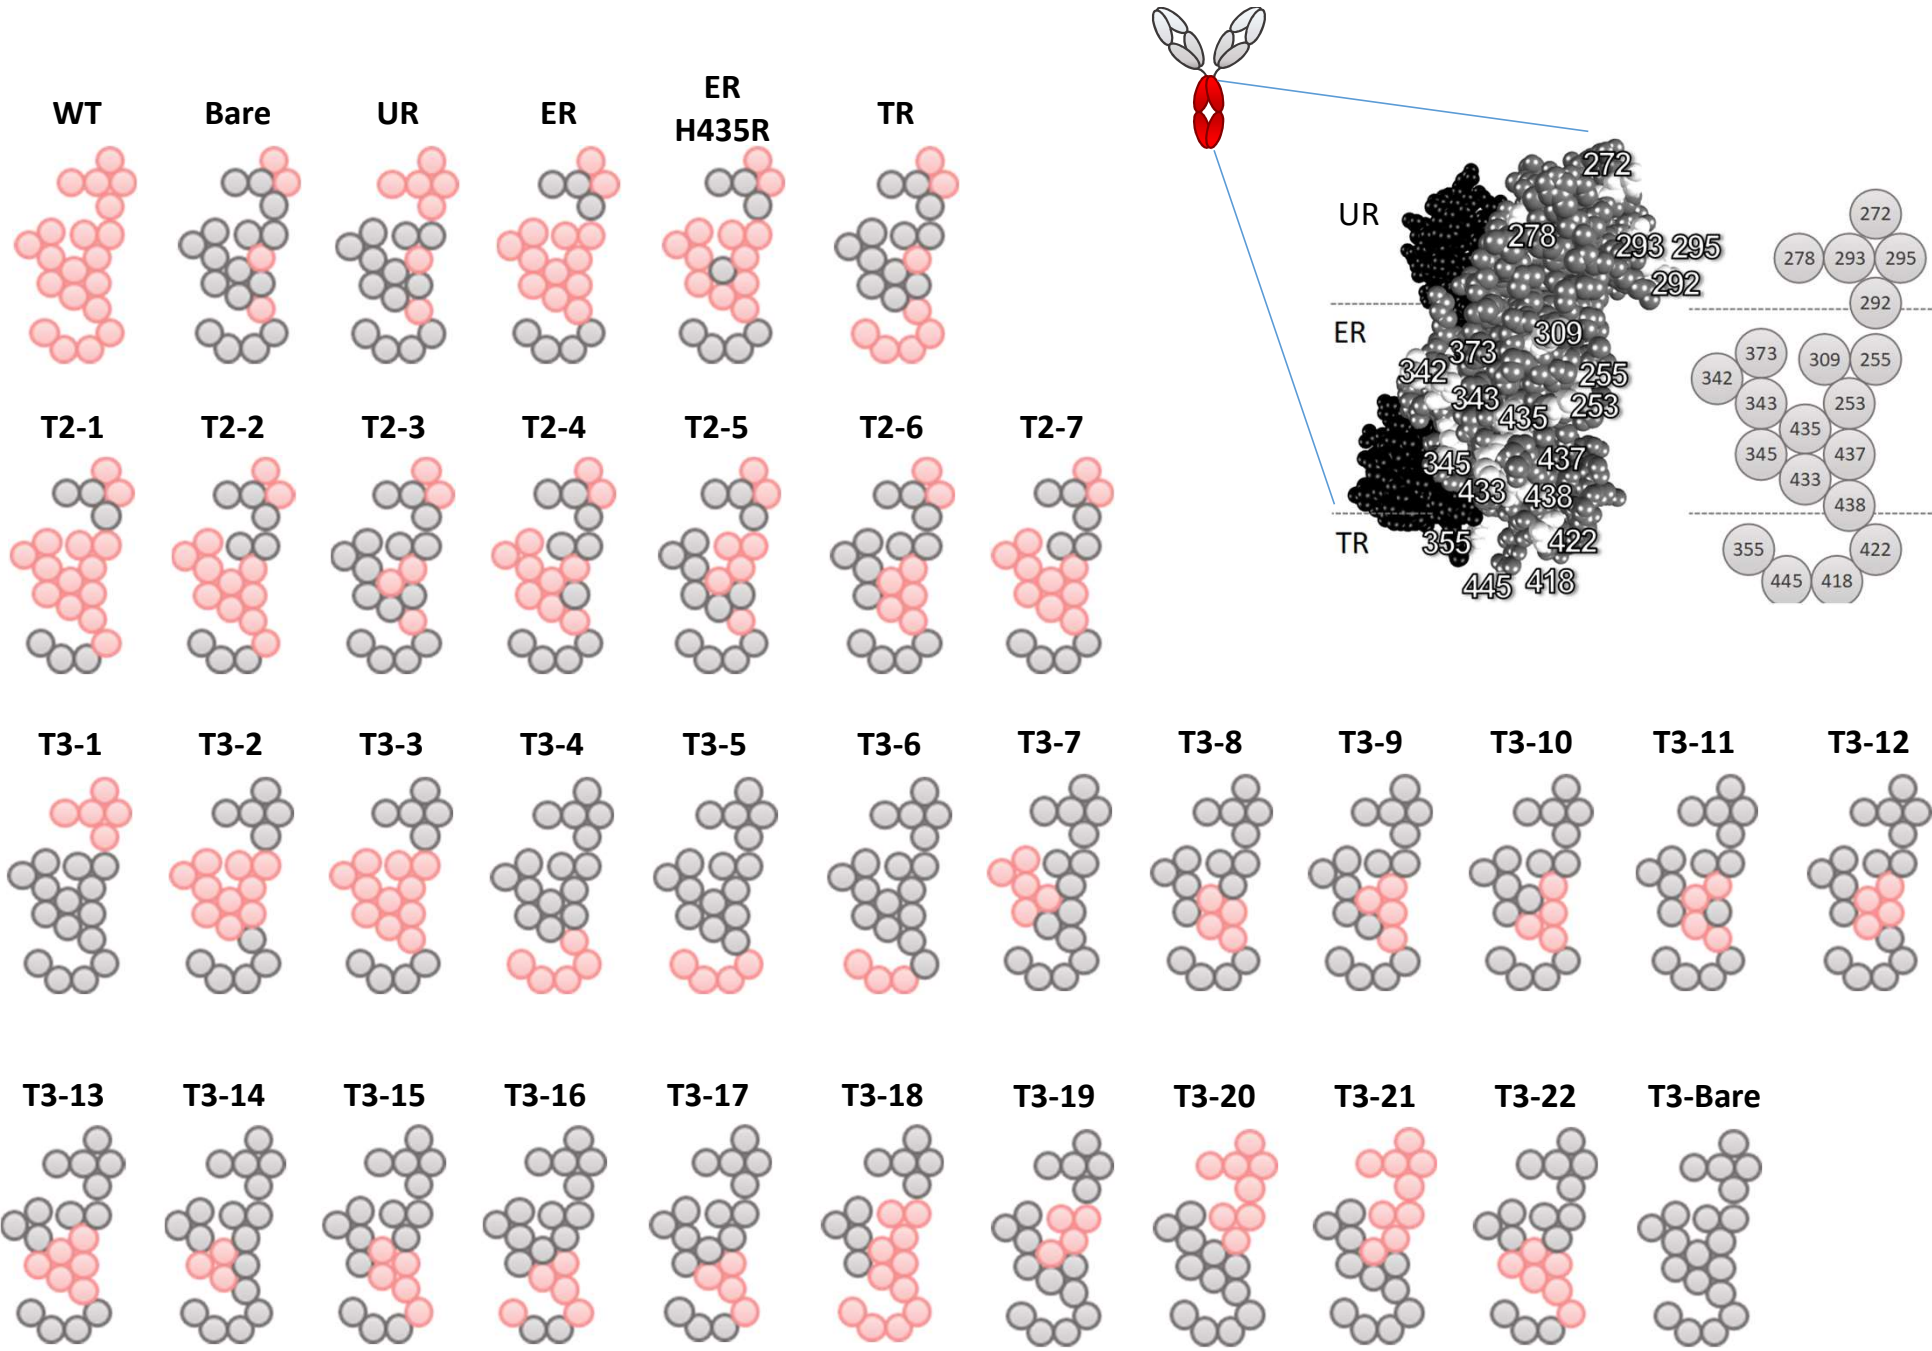 WT
Bare
UR
ER
ER
H435R
TR
T2-1
T2-2
T2-3
T2-4
T2-5
T2-6
T2-7
UR
ER
TR
272
278
293 295
292
309
373
342
255
343
253
435
345
437
433
438
355
422
445
418
272
278 293 295
292
373
309 255
342
343
253
435
345
437
433
438
355
422
445 418
T3-1
T3-2
T3-3
T3-4
T3-5
T3-6
T3-7
T3-8
T3-9
T3-10
T3-11
T3-12
T3-13
T3-14
T3-15
T3-16
T3-17
T3-18
T3-19
T3-20
T3-21
T3-22
T3-Bare